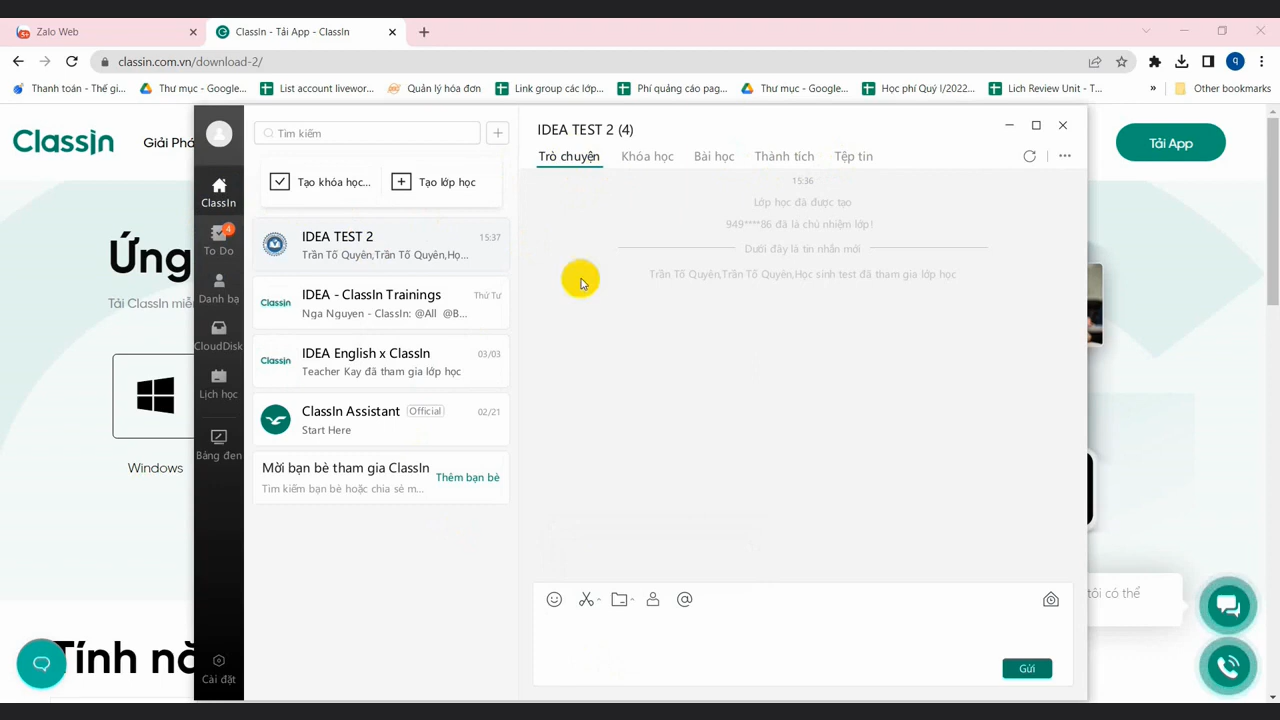 Zalo Web
ClassIn - Tải App - ClassIn
classin.com.vn/download-2/
Thanh toán - Thế gi...
Thư mục - Google...
List account livewor...
Quản lý hóa đơn
Link group các lớp...
Phí quảng cáo pag...
Thư mục - Google...
Học phí Quý I/2022...
Lich Review Unit - T...
»
Other bookmarks
ClassIn
Giải Phá
Tải App
Ứng
Tải ClassIn miễ
Windows
Tính nă
tôi có thể
ClassIn
4
To Do
Danh bạ
CloudDisk
Lịch học
Bảng đen
Cài đặt
Tìm kiếm
Tạo khóa học...
Tạo lớp học
IDEA TEST 2
15:37
Trần Tố Quyên,Trần Tố Quyên,Họ...
IDEA - ClassIn Trainings
Thứ Tư
Nga Nguyen - ClassIn: @All @B...
IDEA English x ClassIn
03/03
Teacher Kay đã tham gia lớp học
ClassIn Assistant
Official
02/21
Start Here
Mời bạn bè tham gia ClassIn
Tìm kiếm bạn bè hoặc chia sẻ m...
Thêm bạn bè
IDEA TEST 2 (4)
Trò chuyện
Khóa học
Bài học
Thành tích
Tệp tin
15:36
Lớp học đã được tạo
949****86 đã là chủ nhiệm lớp!
Dưới đây là tin nhắn mới
Trần Tố Quyên,Trần Tố Quyên,Học sinh test đã tham gia lớp học
Gửi